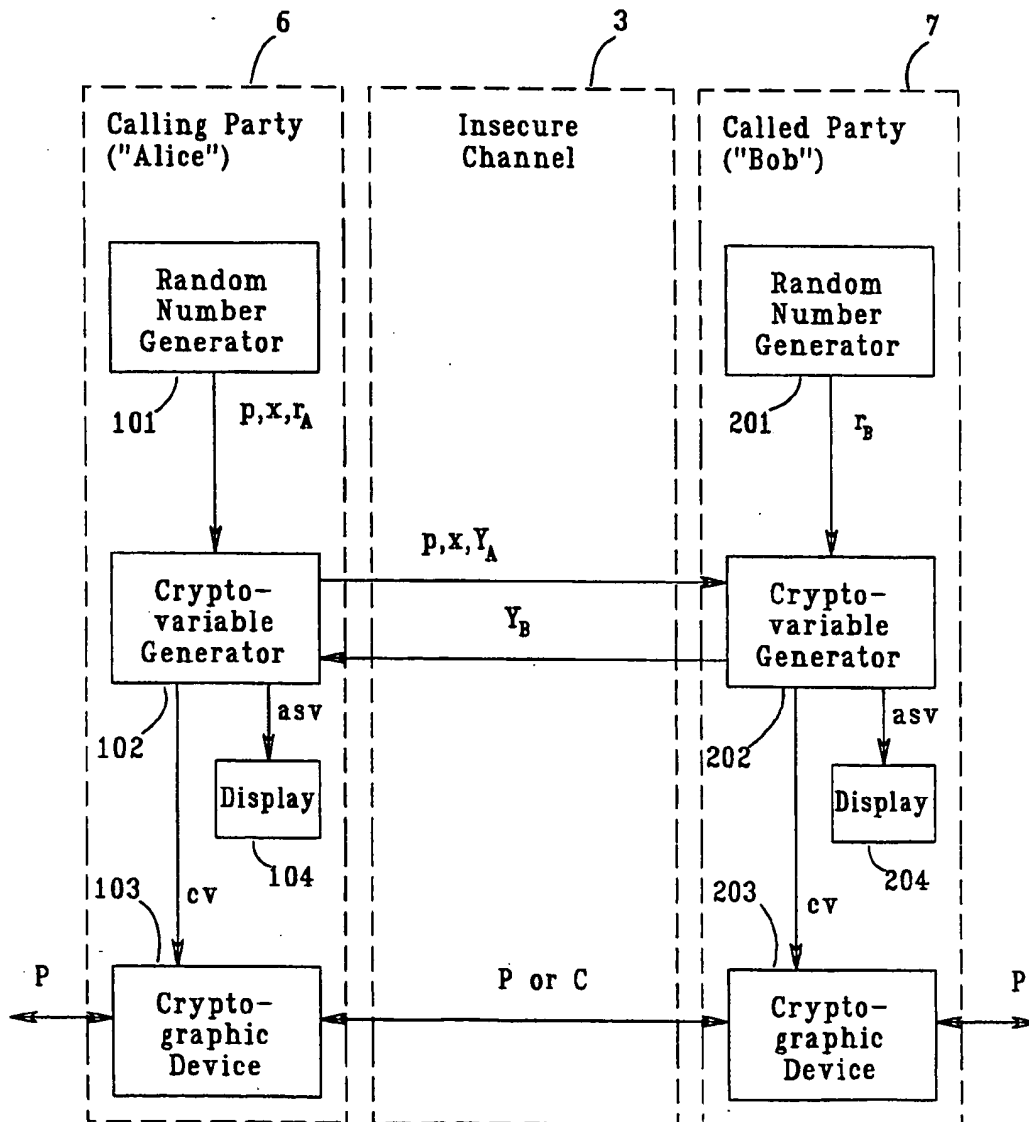 6
3
7
Calling Party
("Alice")
Insecure
Channel
Called Party
("Bob")
Random
Number
Generator
Random
Number
Generator
101
p,x,r_A
201
r_B
p,x,Y_A
Crypto-
variable
Generator
Y_B
Crypto-
variable
Generator
102
asv
202
asv
Display
Display
104
204
103
cv
203
cv
P
Crypto-
graphic
Device
P or C
Crypto-
graphic
Device
P